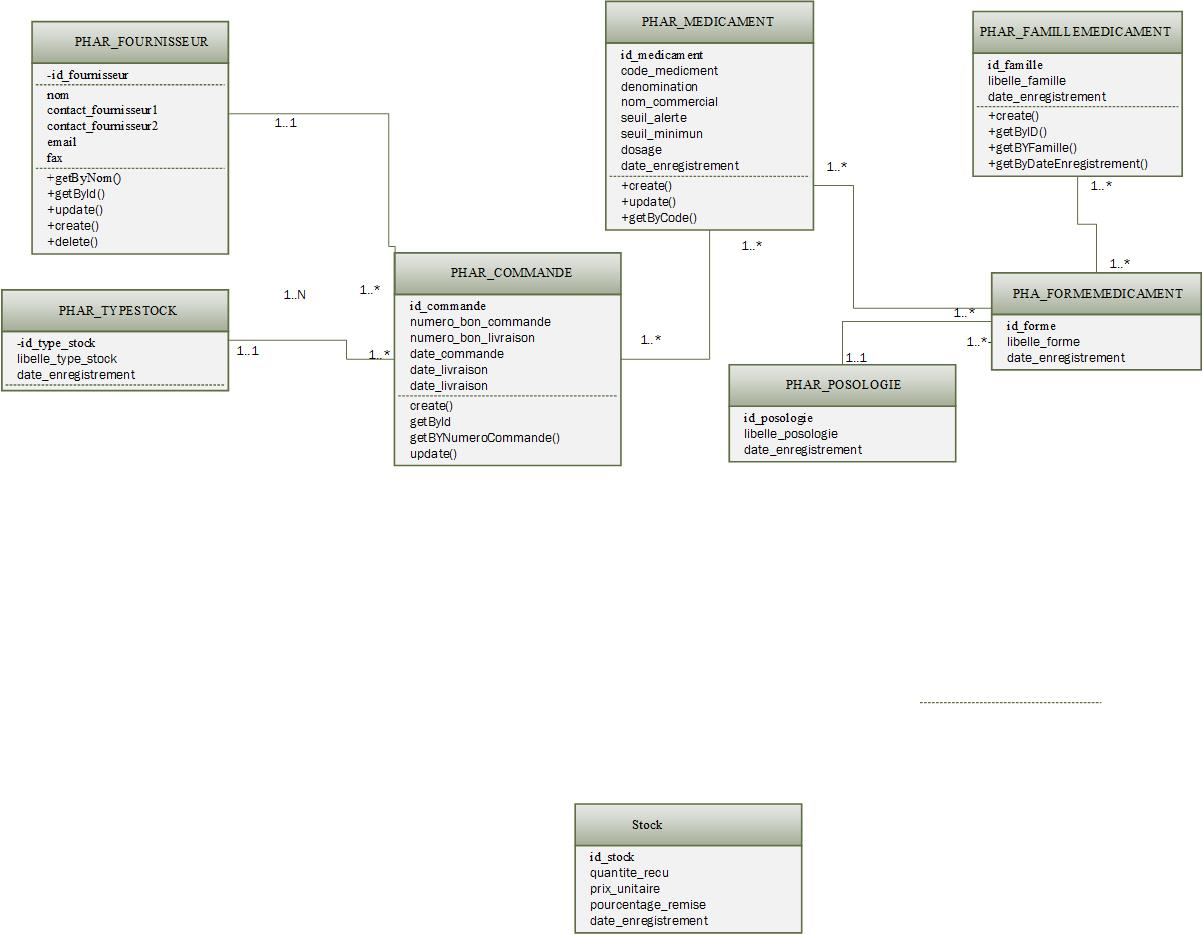 PHAR_FOURNISSEUR
-id_fournisseur
nom
contact_fournisseur1
contact_fournisseur2
email
fax
+getByNom()
+getById()
+update()
+create()
+delete()
1..1
PHAR_MEDICAMENT
id_medicament
code_medicment
denomination
nom_commercial
seuil_alerte
seuil_minimun
dosage
date_enregistrement
+create()
+update()
+getByCode()
1..*
1..*
PHAR_FAMILLEMEDICAMENT
id_famille
libelle_famille
date_enregistrement
+create()
+getByID()
+getBYFamille()
+getByDateEnregistrement()
1..*
1..*
PHAR_TYPESTOCK
-id_type_stock
libelle_type_stock
date_enregistrement
1..N
1..*
1..1
1..*
PHAR_COMMANDE
id_commande
numero_bon_commande
numero_bon_livraison
date_commande
date_livraison
date_livraison
create()
getById
getBYNumeroCommande()
update()
1..*
PHA_FORMEMEDICAMENT
id_forme
libelle_forme
date_enregistrement
1..*
1..*
1..1
PHAR_POSOLOGIE
id_posologie
libelle_posologie
date_enregistrement
Stock
id_stock
quantite_recu
prix_unitaire
pourcentage_remise
date_enregistrement